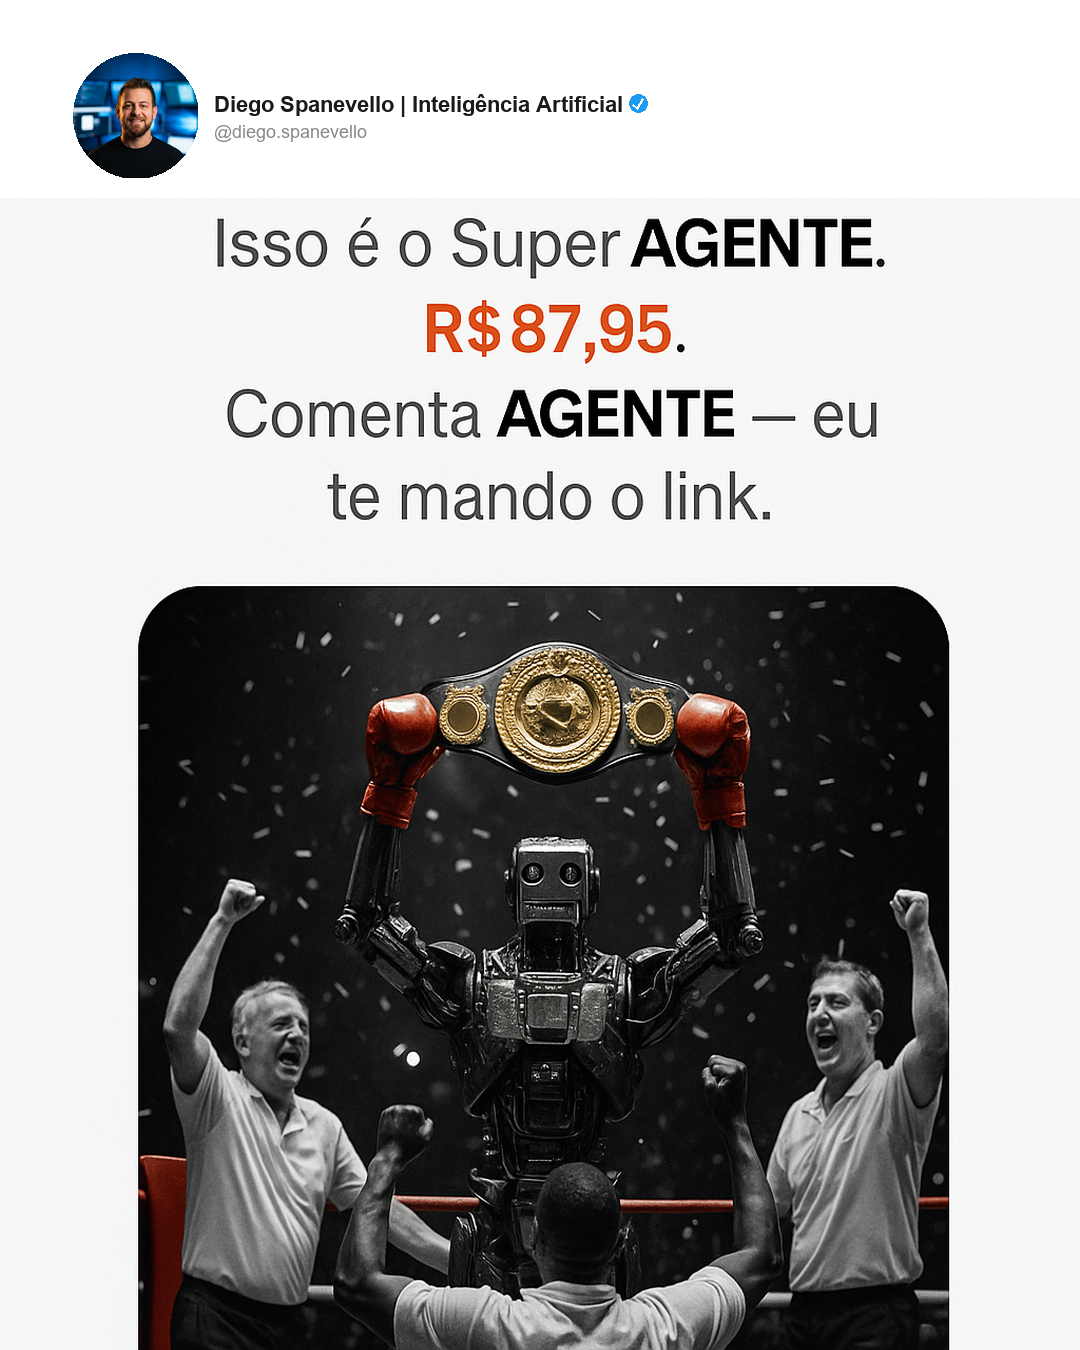 Diego Spanevello | Inteligência Artificial
@diego.spanevello
Isso é o Super AGENTE.
R$ 87,95.
Comenta AGENTE — eu
te mando o link.